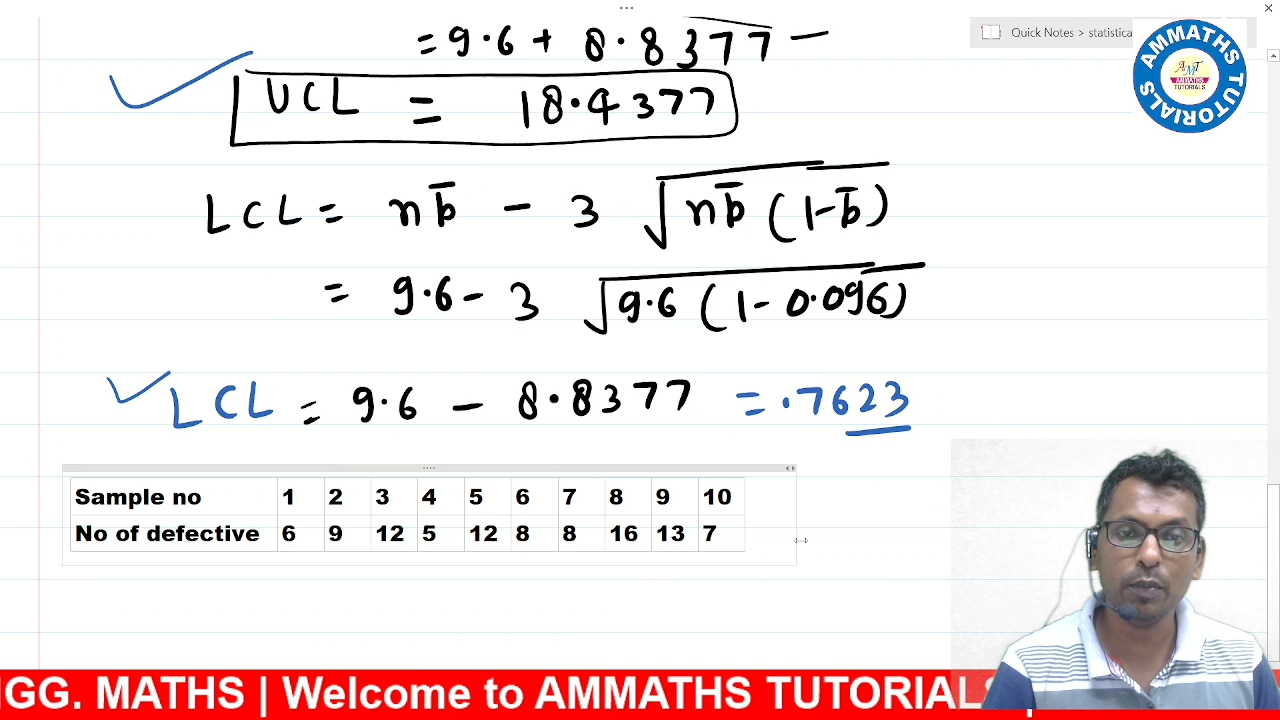 = 9.6 + 8.8377
Quick Notes > statistica
AMMATHS TUTORIALS
AMT
AMMATHS
TUTORIALS
UCL = 18.4377
LCL = np̄ - 3 √np̄ (1-p̄)
= 9.6 - 3 √9.6 (1- 0.096)
LCL = 9.6 - 8.8377 = .7623
Sample no 1 2 3 4 5 6 7 8 9 10
No of defective 6 9 12 5 12 8 8 16 13 7
IGG. MATHS | Welcome to AMMATHS TUTORIALS